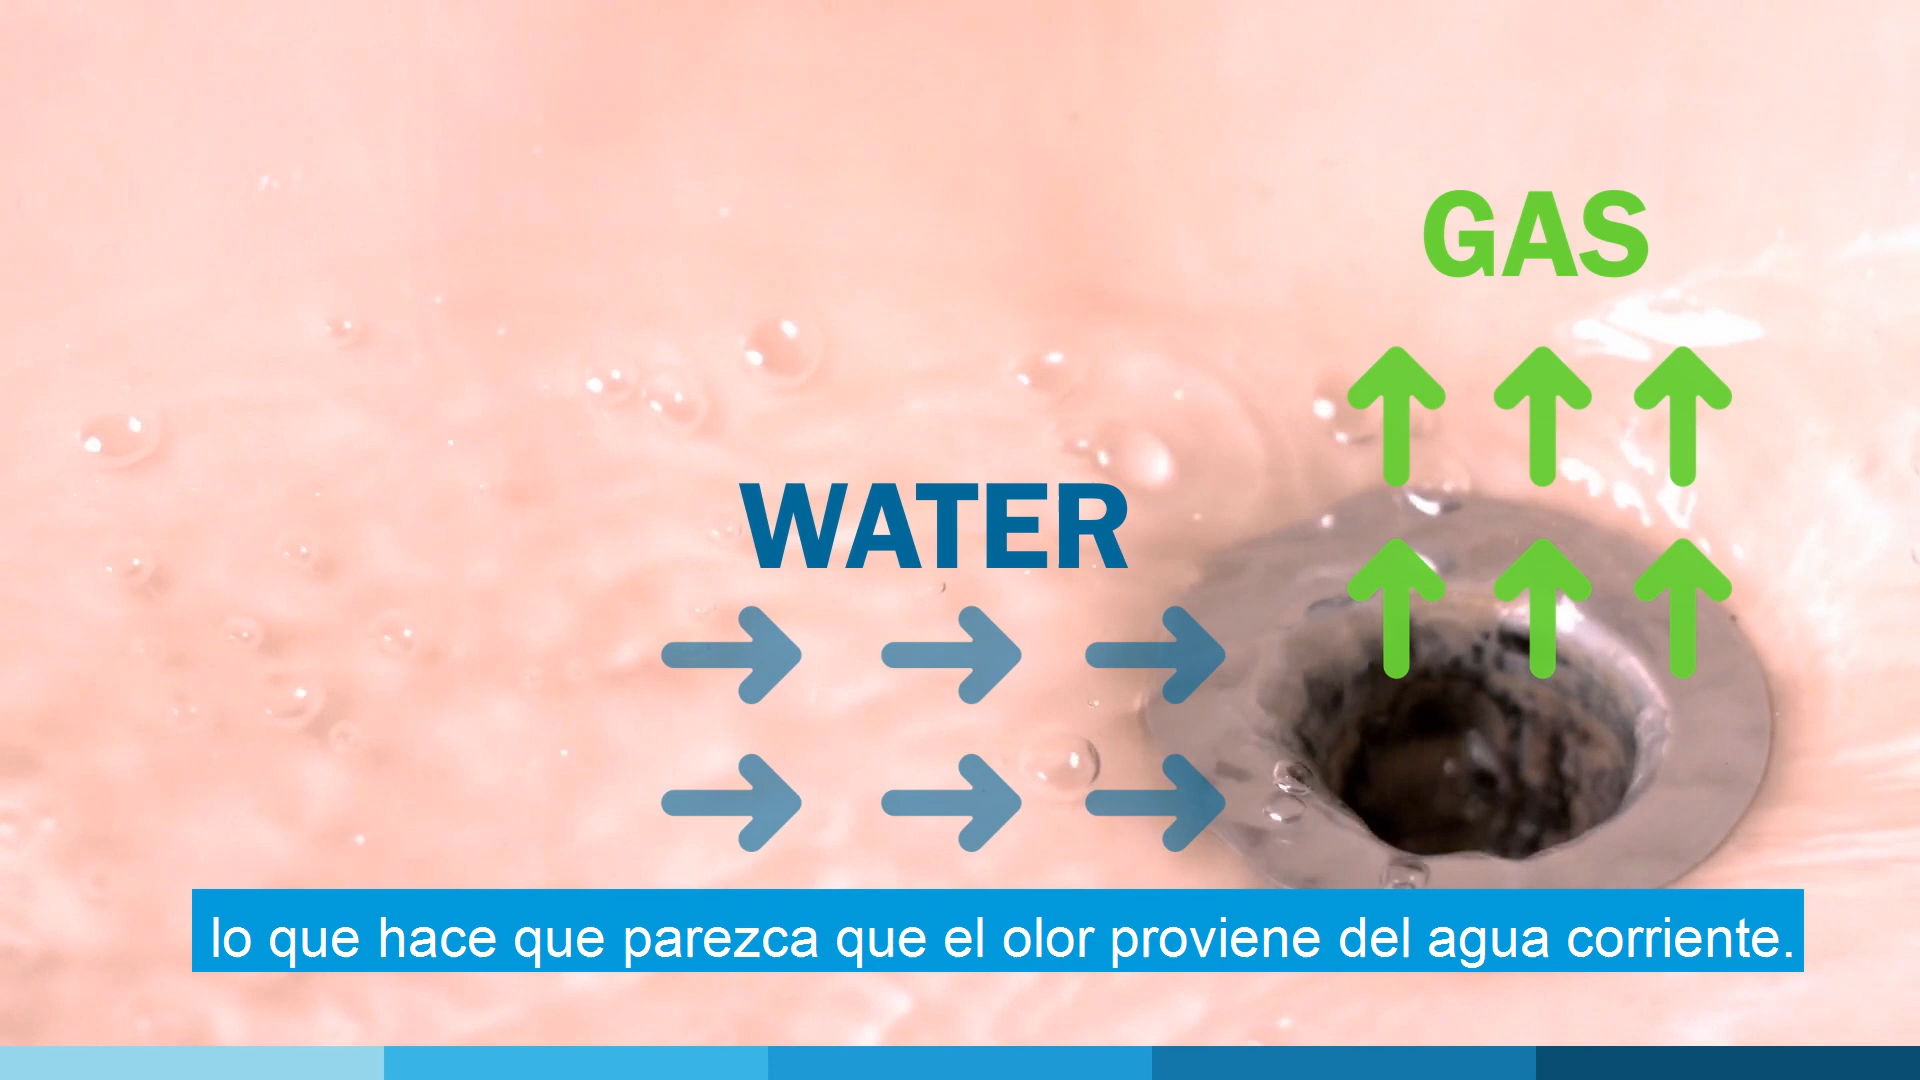 GAS
WATER
lo que hace que parezca que el olor proviene del agua corriente.